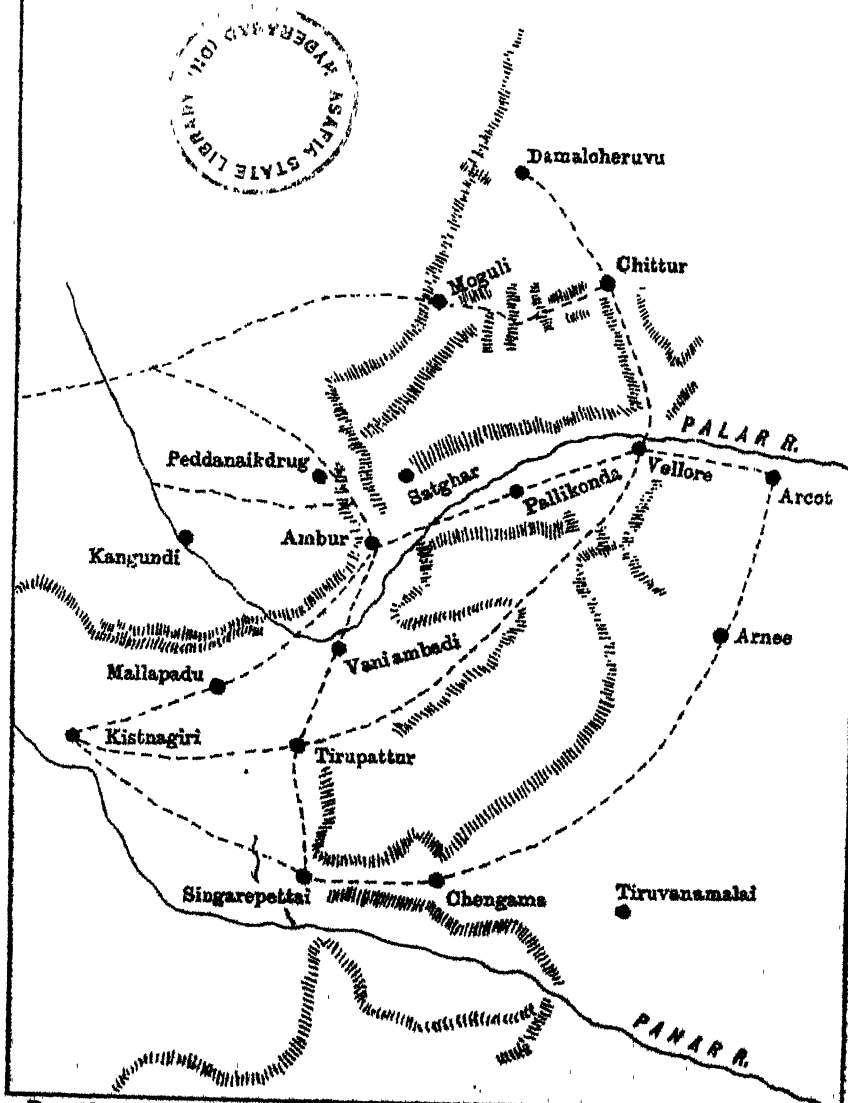 ASAFIA STATE LIBRARY
HYDERABAD
Damaloheruvu
Chittur
Moguli
PALAR R.
Peddanaikdrug
Satghar
Pallikonda
Vellore
Arcot
Ambur
Kangundi
Arnee
Vaniambadi
Mallapadu
Kistnagiri
Tirupattur
Singarepettai
Chengama
Tiruvanamalai
PANAR R.